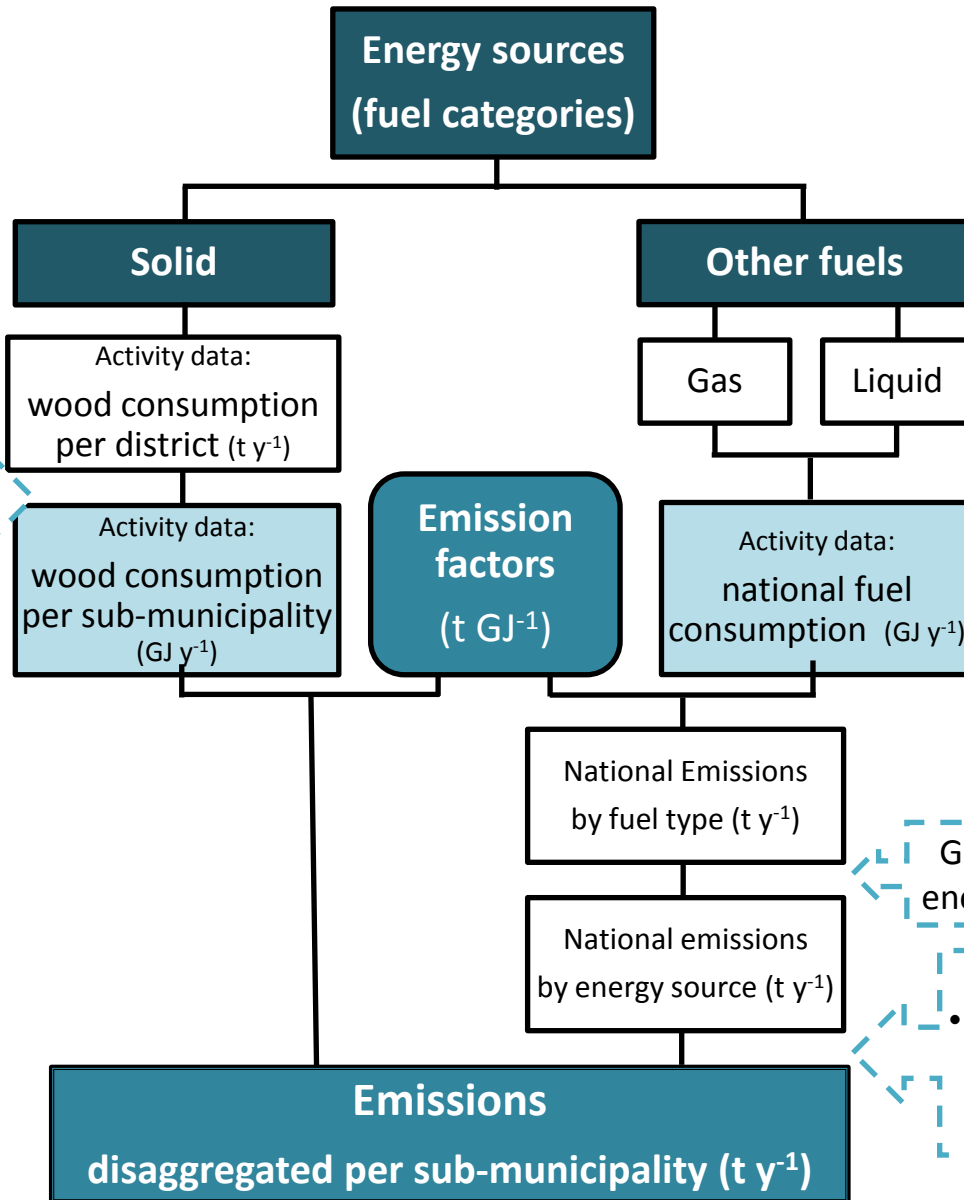 Energy sources
(fuel categories)
Solid
Other fuels
Activity data:
wood consumption
per district (t y⁻¹)
Gas
Liquid
Activity data:
wood consumption
per sub-municipality
(GJ y⁻¹)
Emission
factors
(t GJ⁻¹)
Activity data:
national fuel
consumption (GJ y⁻¹)
National Emissions
by fuel type (t y⁻¹)
National emissions
by energy source (t y⁻¹)
•
Emissions
disaggregated per sub-municipality (t y⁻¹)